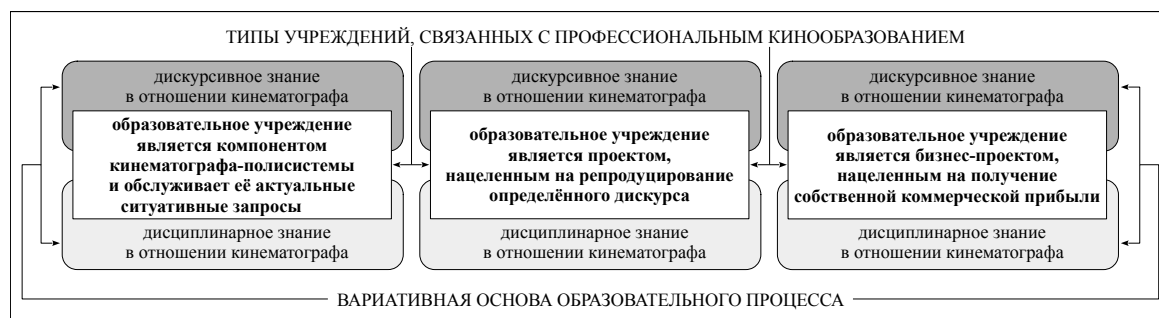 ТИПЫ УЧРЕЖДЕНИЙ, СВЯЗАННЫХ С ПРОФЕССИОНАЛЬНЫМ КИНООБРАЗОВАНИЕМ
дискурсивное знание
в отношении кинематографа
образовательное учреждение
является компонентом
кинематографа-полисистемы
и обслуживает её актуальные
ситуативные запросы
дисциплинарное знание
в отношении кинематографа
дискурсивное знание
в отношении кинематографа
образовательное учреждение
является проектом,
нацеленным на репродуцирование
определённого дискурса
дисциплинарное знание
в отношении кинематографа
дискурсивное знание
в отношении кинематографа
образовательное учреждение
является бизнес-проектом,
нацеленным на получение
собственной коммерческой прибыли
дисциплинарное знание
в отношении кинематографа
ВАРИАТИВНАЯ ОСНОВА ОБРАЗОВАТЕЛЬНОГО ПРОЦЕССА